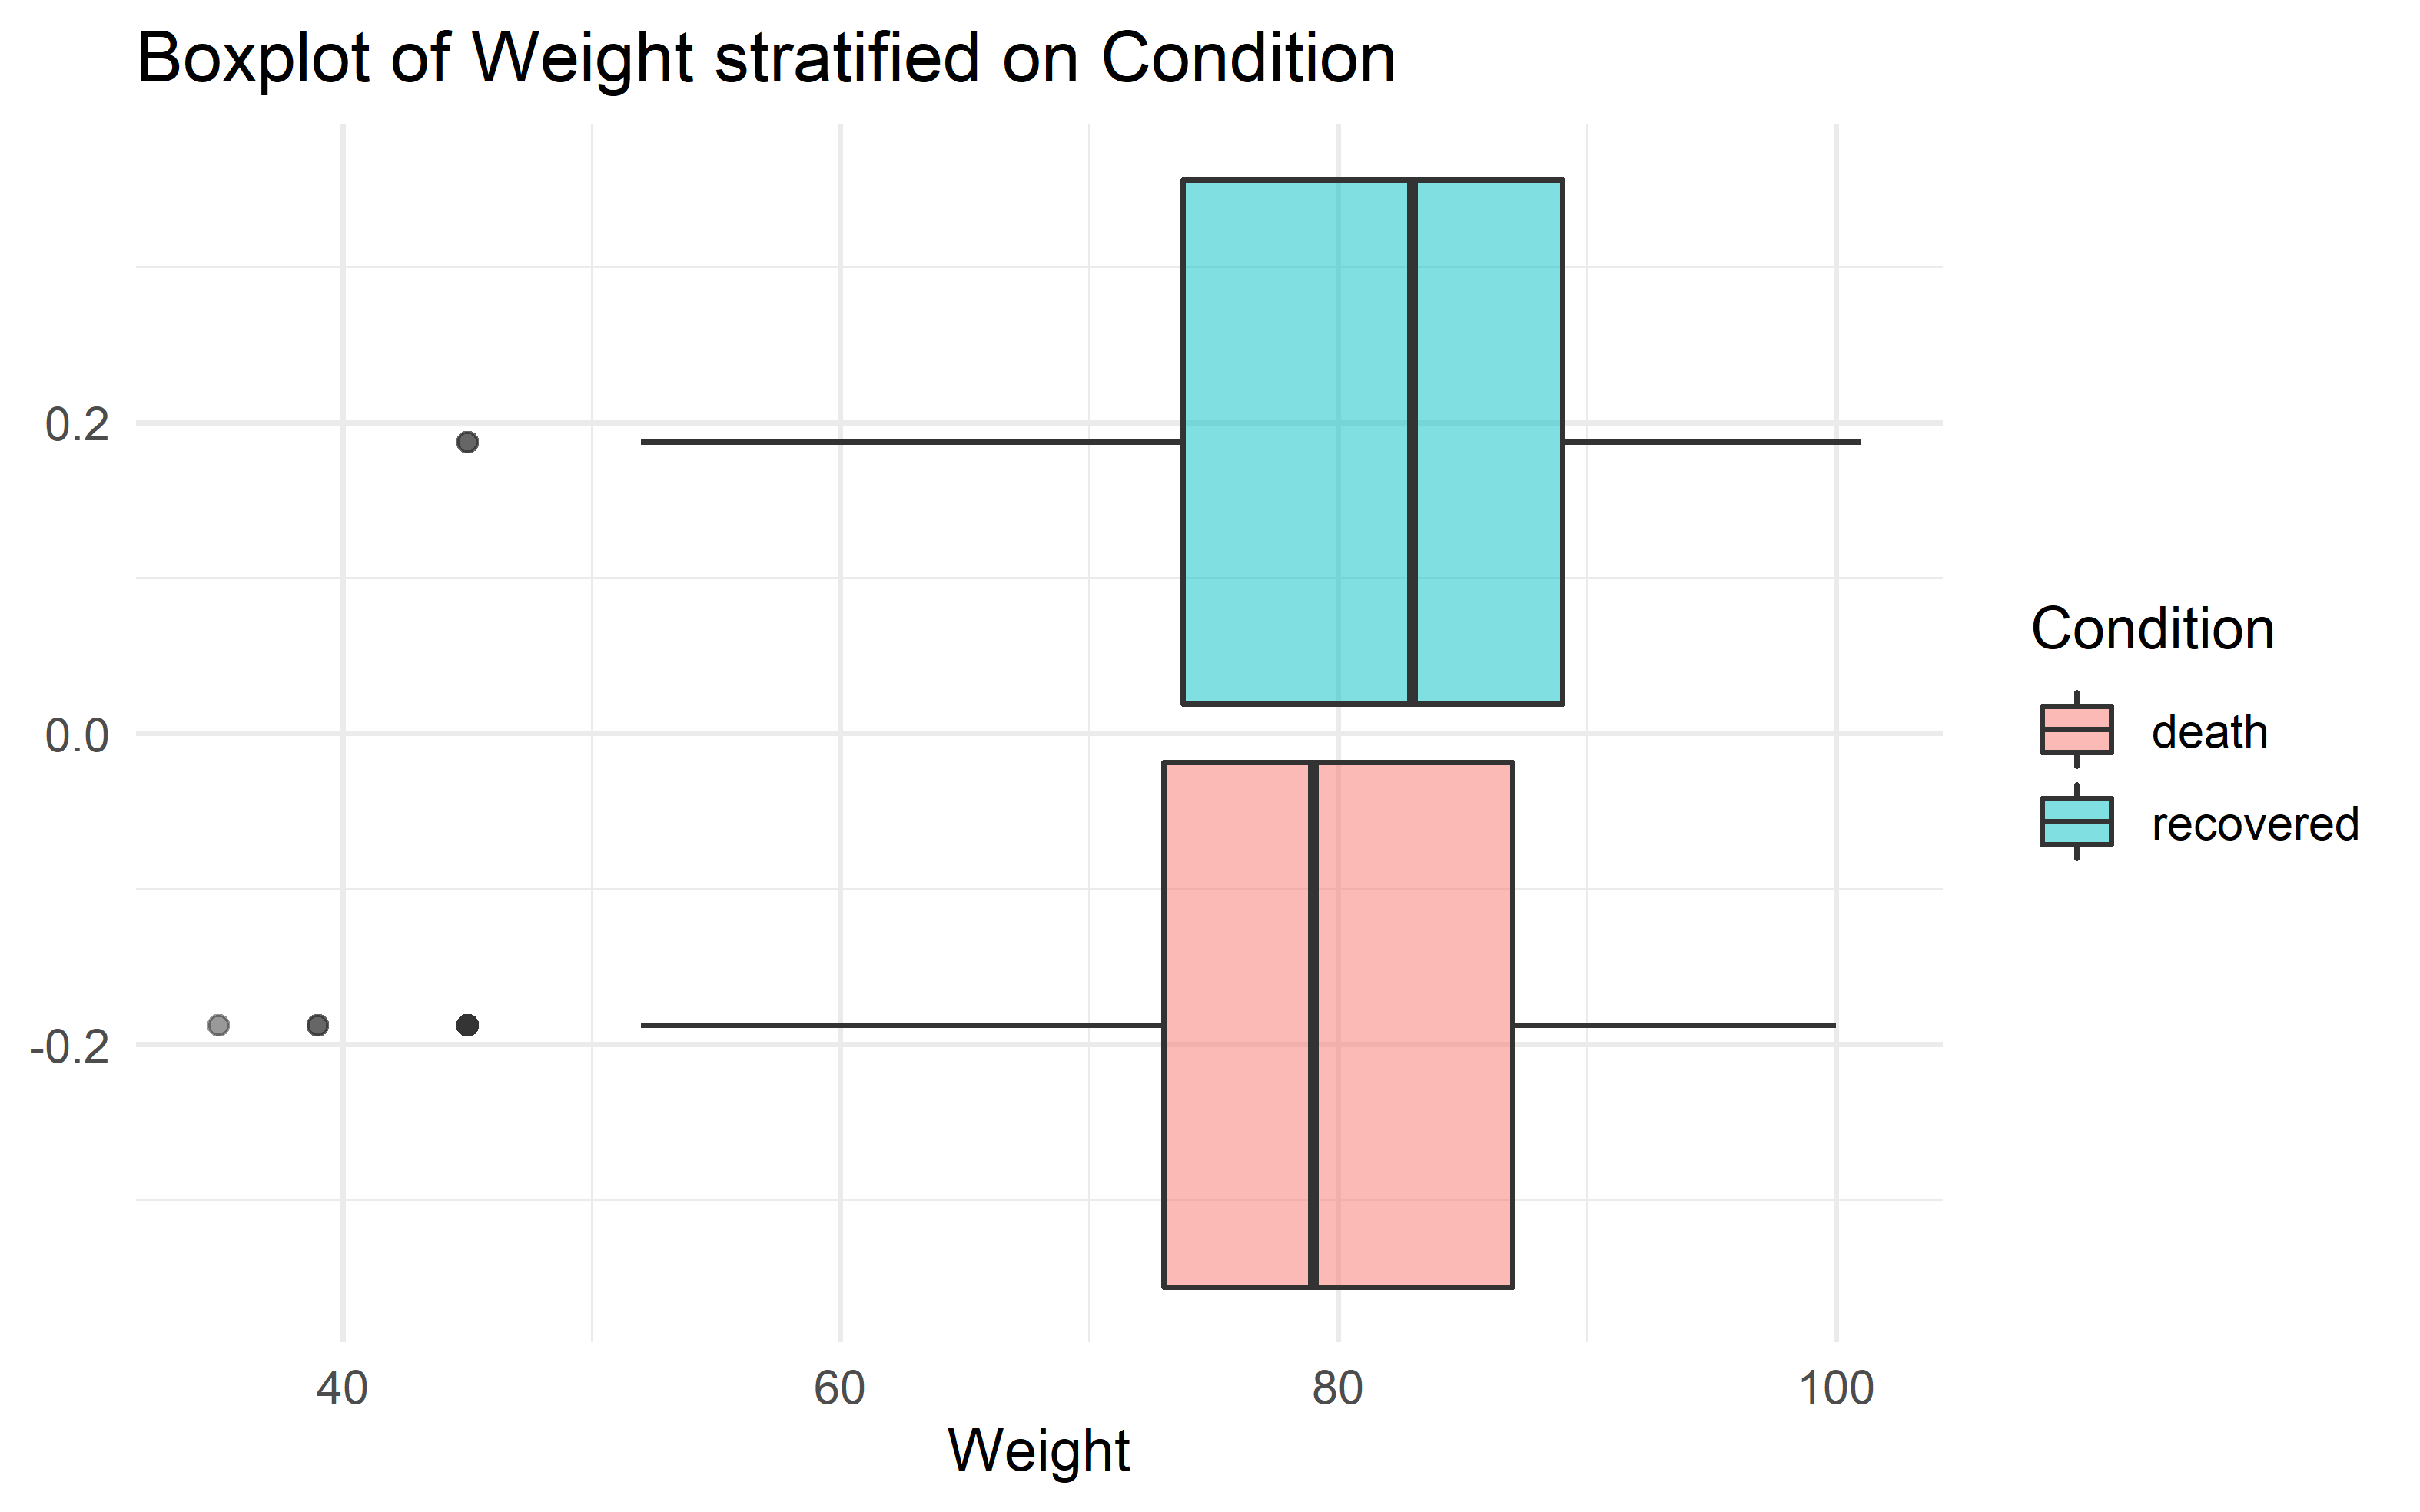 Boxplot of Weight stratified on Condition
0.2
0.0
-0.2
40 60 80 100
Weight
Condition
death
recovered